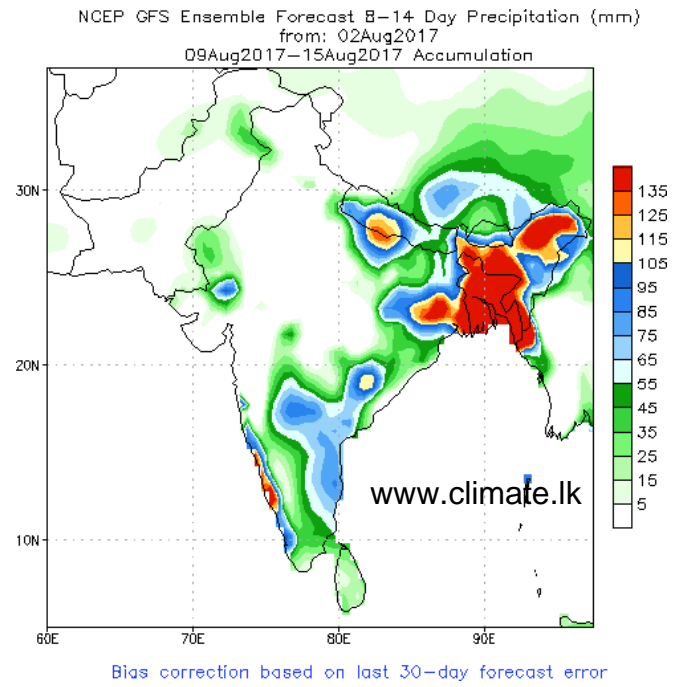 NCEP GFS Ensemble Forecast 8-14 Day Precipitation (mm)
from: 02Aug2017
09Aug2017-15Aug2017 Accumulation
30N
20N
10N
60E
70E
80E
90E
135
125
115
105
95
85
75
65
55
45
35
25
15
5
www.climate.lk
Bias correction based on last 30-day forecast error